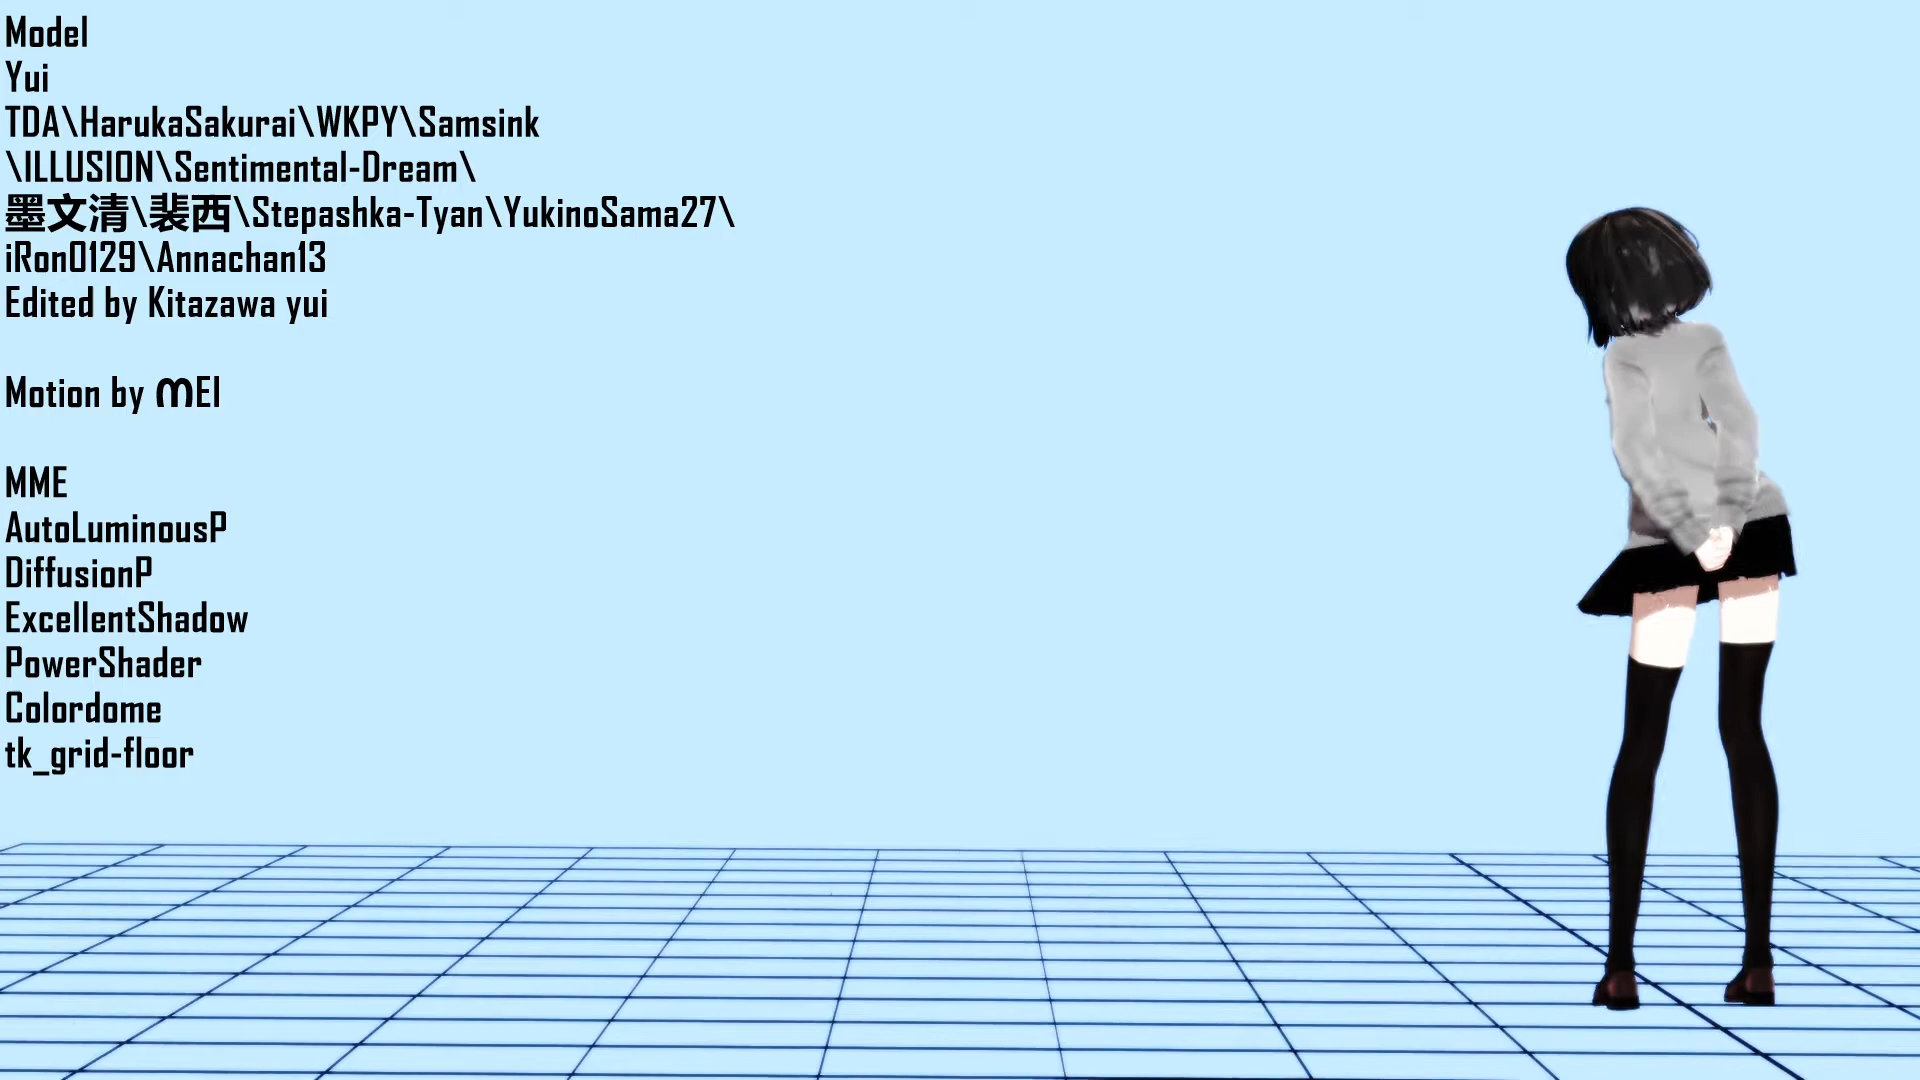 Model
Yui
TDA\HarukaSakurai\WKPY\Samsink
\ILLUSION\Sentimental-Dream\
墨文清\裴西\Stepashka-Tyan\YukinoSama27\
iRon0129\Annachan13
Edited by Kitazawa yui
Motion by mEI
MME
AutoLuminousP
DiffusionP
ExcellentShadow
PowerShader
Colordome
tk_grid-floor